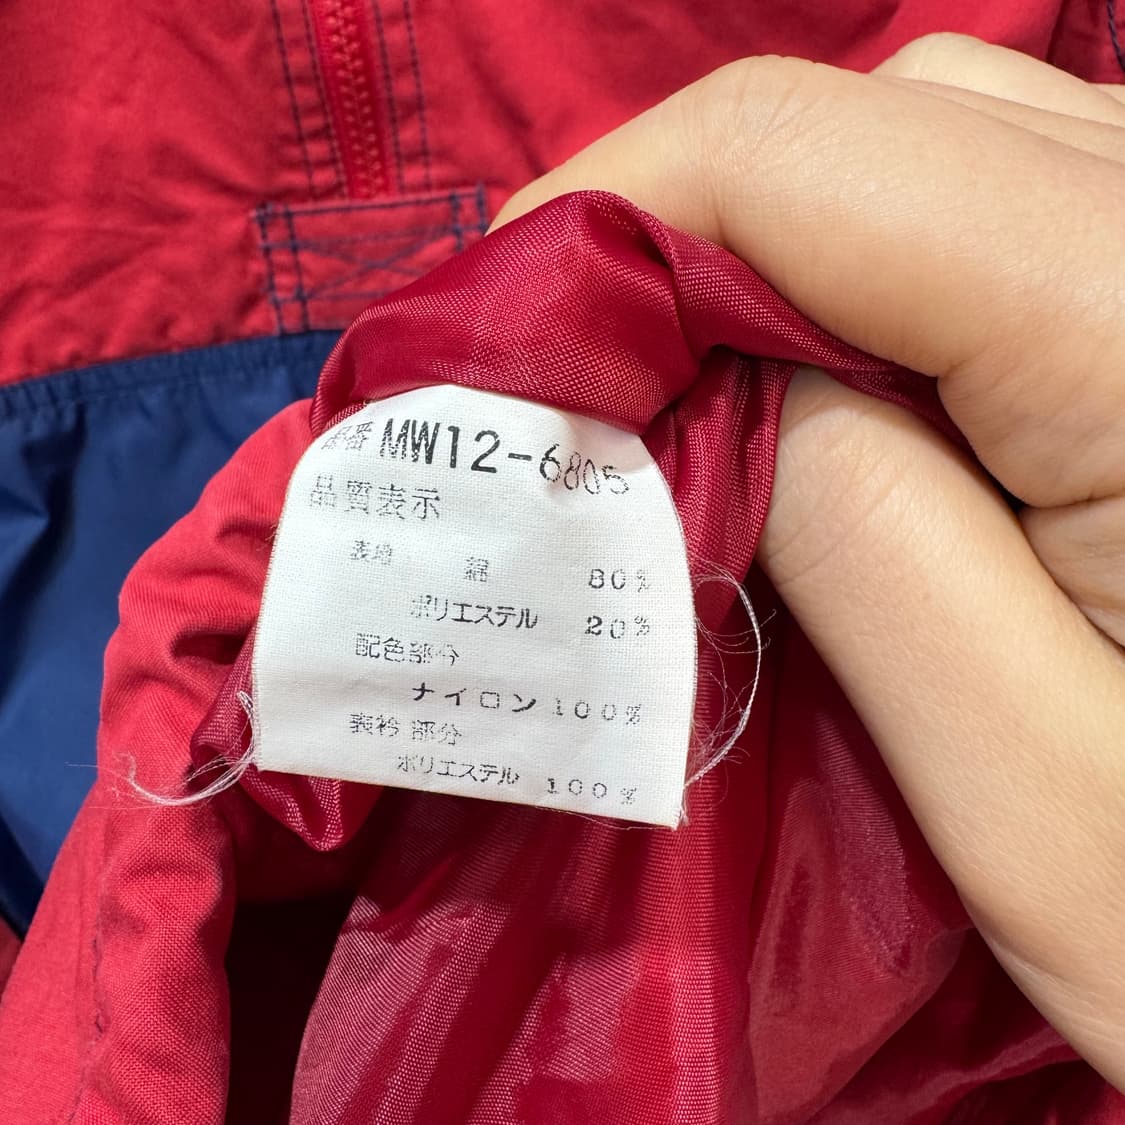 品番 MW12-6805
品質表示
表地 綿 80%
ポリエステル 20%
配色部分
ナイロン 100%
裏衿部分
ポリエステル 100%